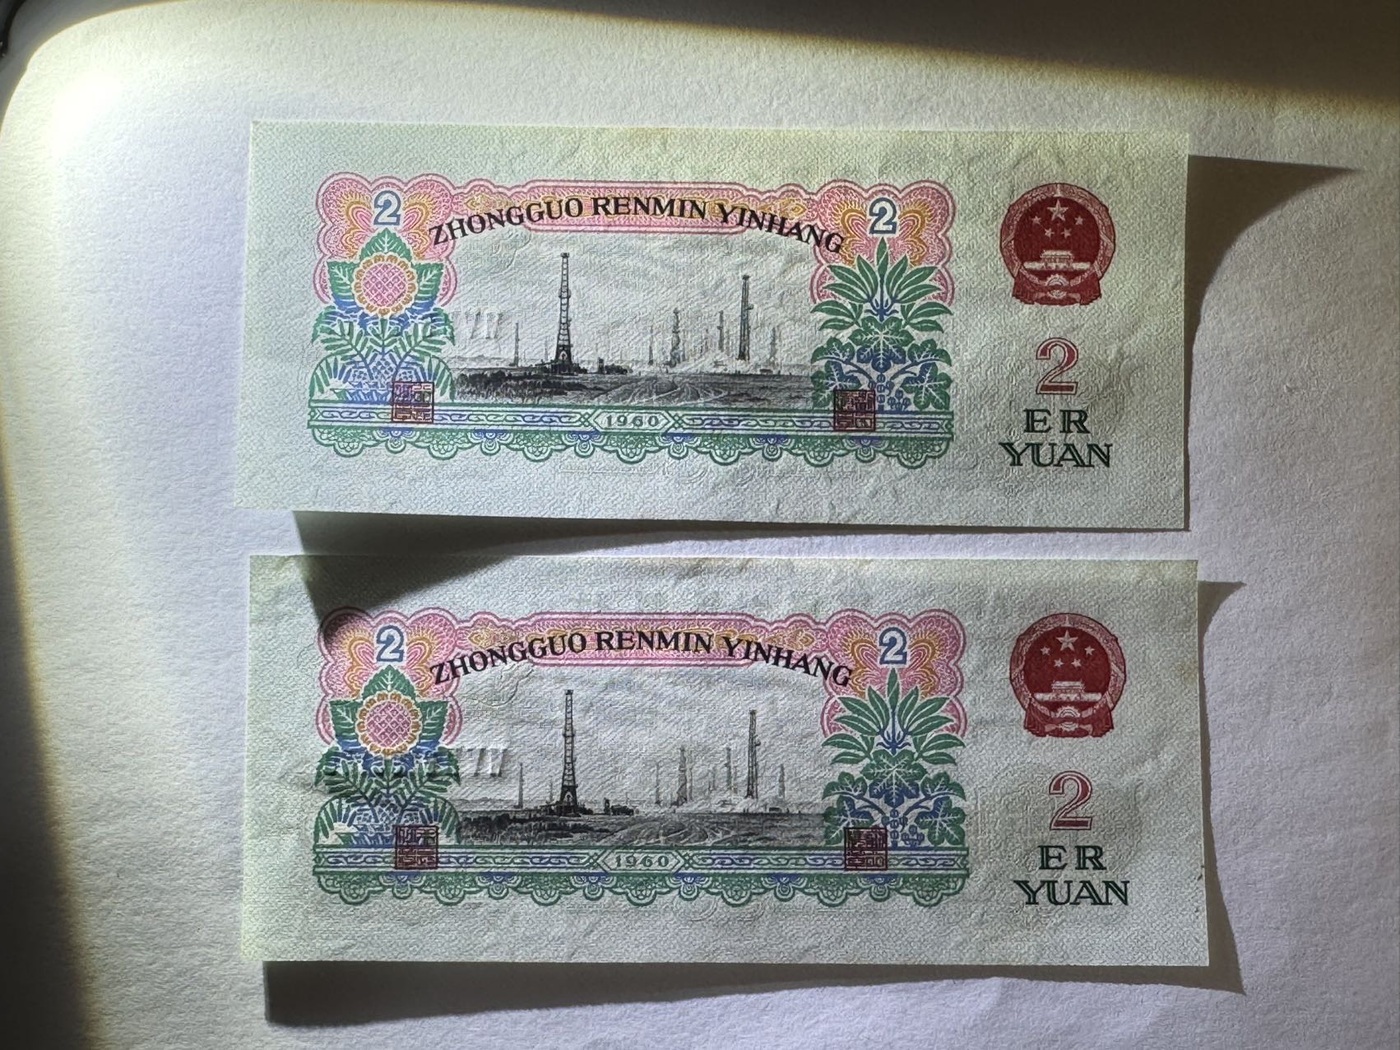 2 2
ZHONGGUO RENMIN YINHANG
1960
2
ER
YUAN
2 2
ZHONGGUO RENMIN YINHANG
1960
2
ER
YUAN